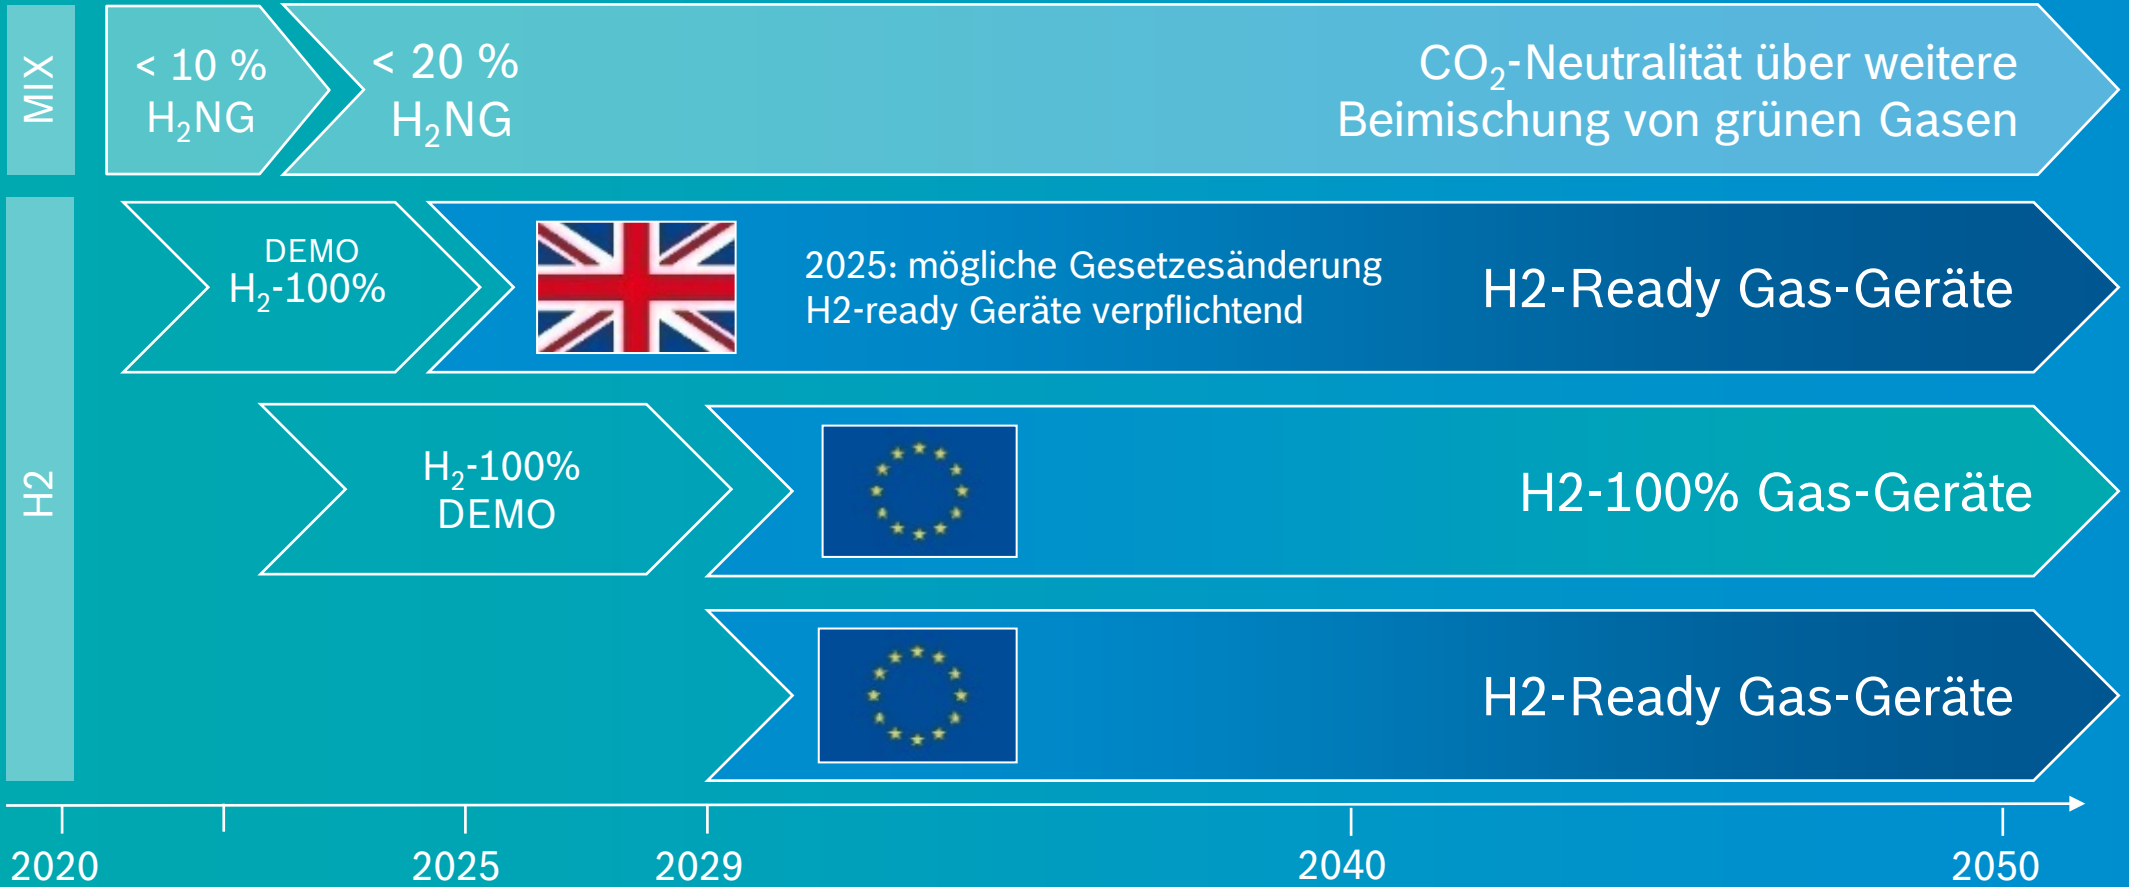 MIX
< 10 %
H₂NG
< 20 %
H₂NG
CO₂-Neutralität über weitere
Beimischung von grünen Gasen
H2
DEMO
H₂-100%
2025: mögliche Gesetzesänderung
H2-ready Geräte verpflichtend
H2-Ready Gas-Geräte
H₂-100%
DEMO
H2-100% Gas-Geräte
H2-Ready Gas-Geräte
2020
2025
2029
2040
2050